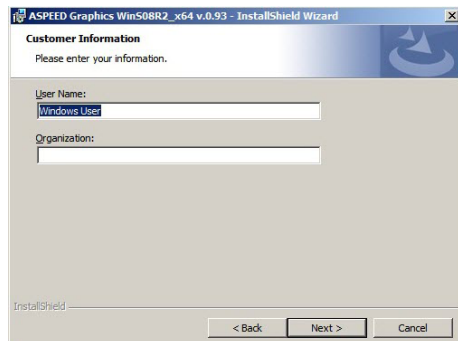 ASPEED Graphics WinS08R2_x64 v.0.93 - InstallShield Wizard
Customer Information
Please enter your information.
User Name:
Windows User
Organization:
InstallShield
< Back Next > Cancel